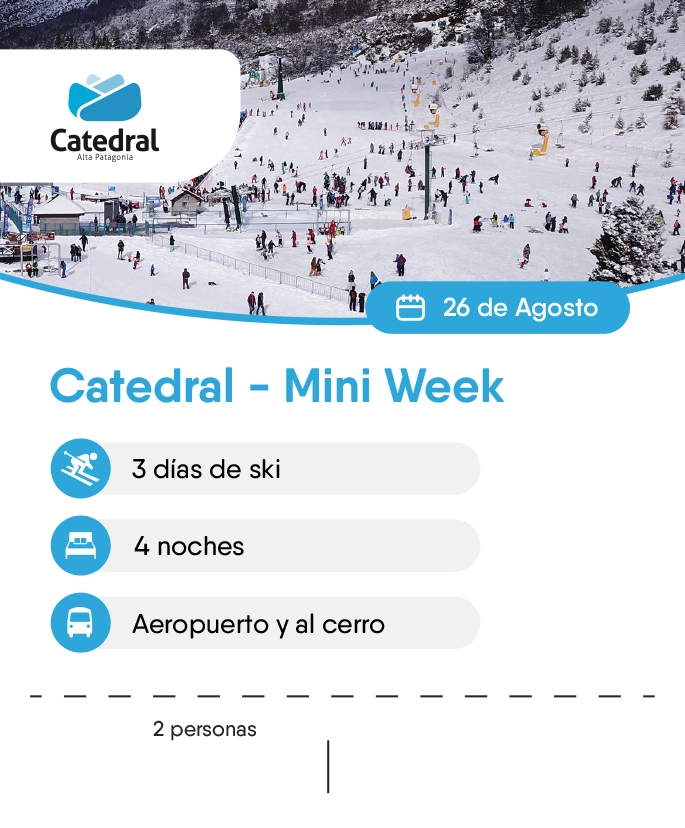 Catedral
Alta Patagonia
26 de Agosto
Catedral - Mini Week
3 días de ski
4 noches
Aeropuerto y al cerro
2 personas